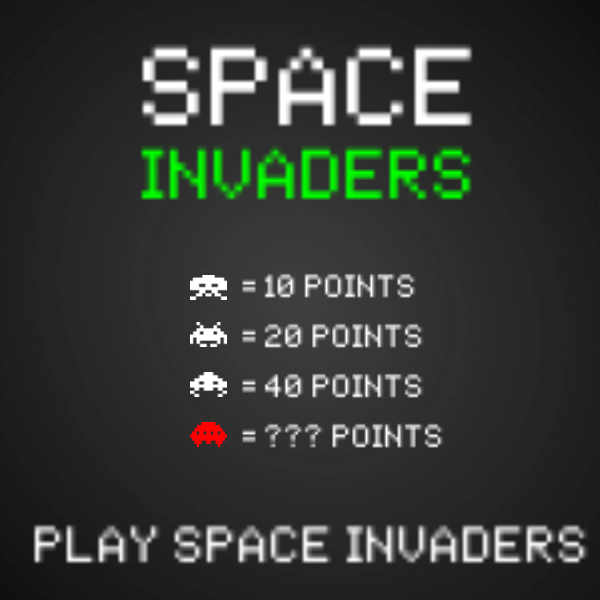 SPACE
INVADERS
= 10 POINTS
= 20 POINTS
= 40 POINTS
= ??? POINTS
PLAY SPACE INVADERS